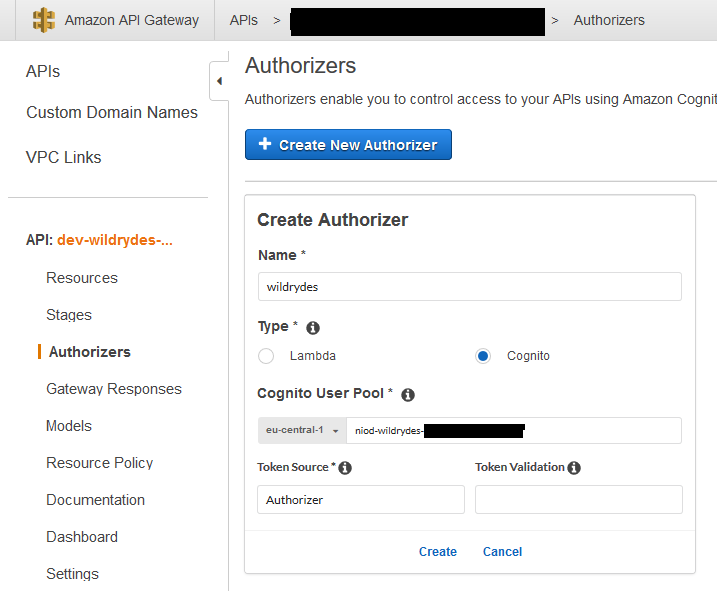 Amazon API Gateway APIs > > Authorizers
APIs
Custom Domain Names
VPC Links
API: dev-wildrydes-...
Resources
Stages
Authorizers
Gateway Responses
Models
Resource Policy
Documentation
Dashboard
Settings
Authorizers
Authorizers enable you to control access to your APIs using Amazon Cognit
+ Create New Authorizer
Create Authorizer
Name *
wildrydes
Type *
Lambda Cognito
Cognito User Pool *
eu-central-1 niod-wildrydes-
Token Source * Token Validation
Authorizer
Create Cancel